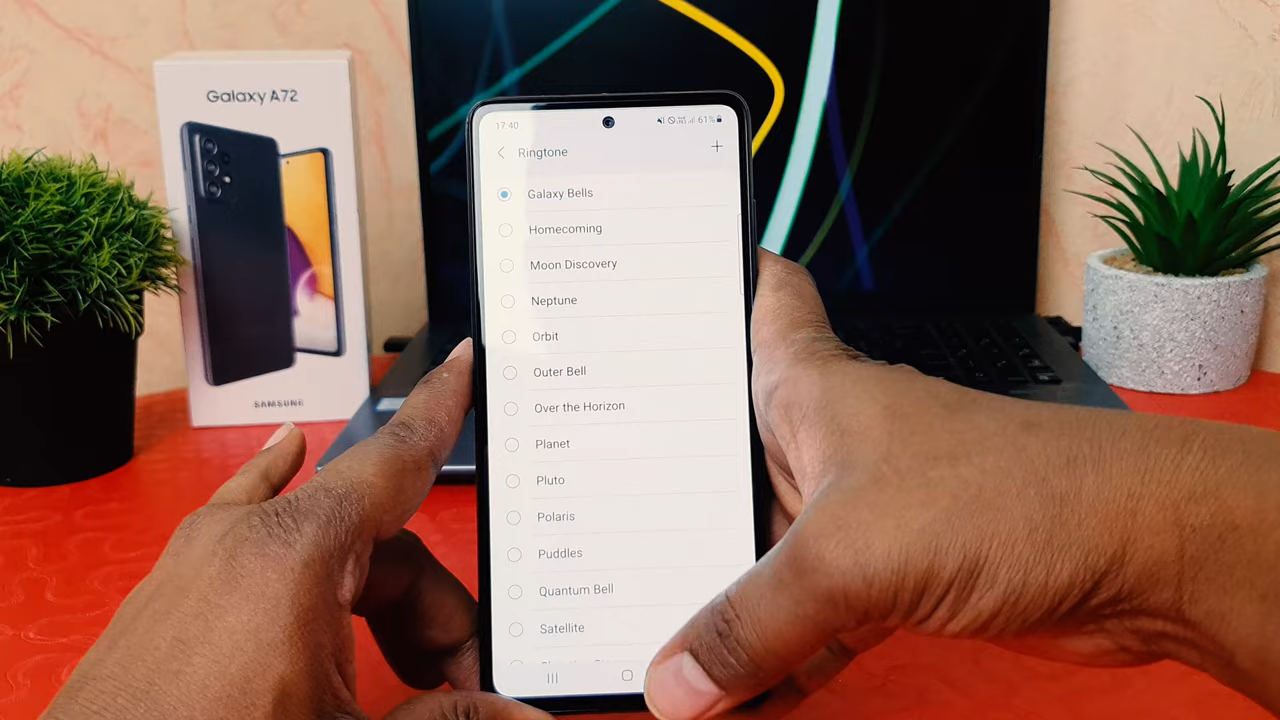 Galaxy A72
SAMSUNG
17:40
61%
Ringtone
Galaxy Bells
Homecoming
Moon Discovery
Neptune
Orbit
Outer Bell
Over the Horizon
Planet
Pluto
Polaris
Puddles
Quantum Bell
Satellite